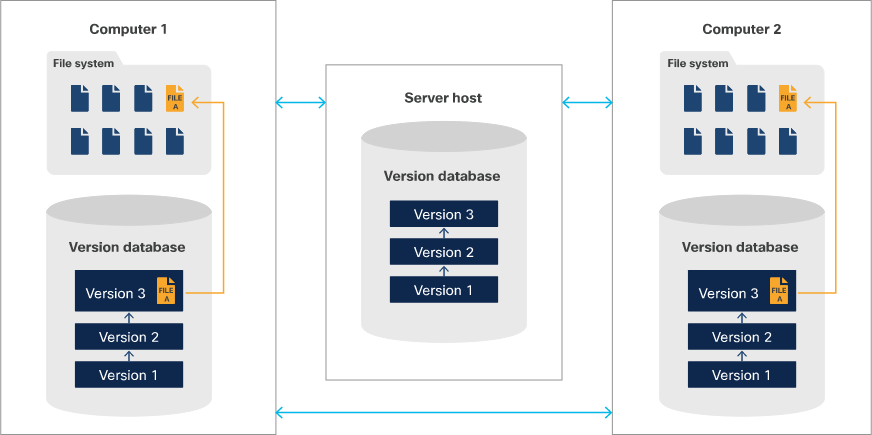 Computer 1
File system
FILE
A
Version database
Version 3
FILE
A
Version 2
Version 1
Server host
Version database
Version 3
Version 2
Version 1
Computer 2
File system
FILE
A
Version database
Version 3
FILE
A
Version 2
Version 1